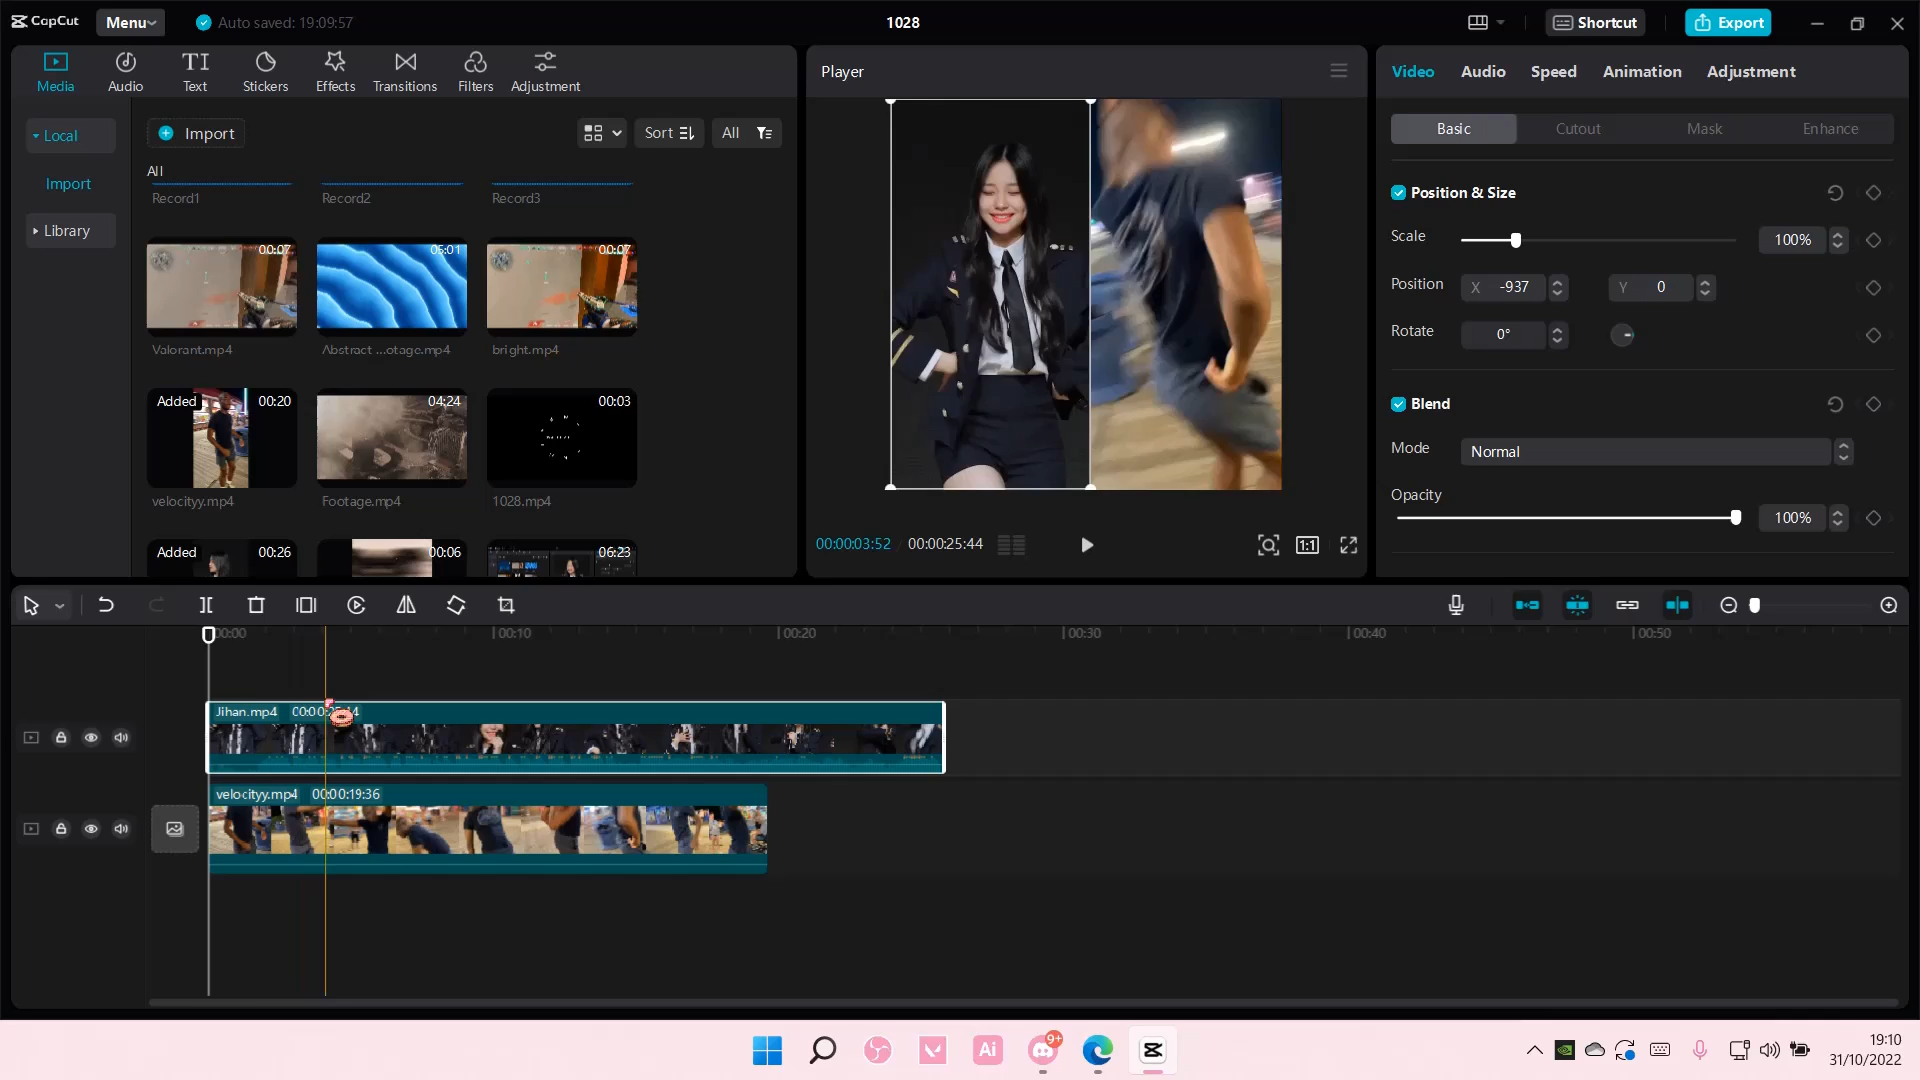 CapCut
Menu
Auto saved: 19:09:57
1028
Shortcut
Export
Media
Audio
Text
Stickers
Effects
Transitions
Filters
Adjustment
Local
Import
Library
Import
Sort
All
All
Record1
Record2
Record3
00:07
05:01
00:07
Valorant.mp4
Abstract ...otage.mp4
bright.mp4
Added
00:20
04:24
00:03
velocityy.mp4
Footage.mp4
1028.mp4
Added
00:26
00:06
06:23
Player
00:00:03:52
00:00:25:44
1:1
Video
Audio
Speed
Animation
Adjustment
Basic
Cutout
Mask
Enhance
Position & Size
Scale
100%
Position
X -937
Y 0
Rotate
0°
Blend
Mode
Normal
Opacity
100%
00:00
00:10
00:20
00:30
00:40
00:50
Jihan.mp4
velocityy.mp4 00:00:19:36
Ai
9+
19:10
31/10/2022